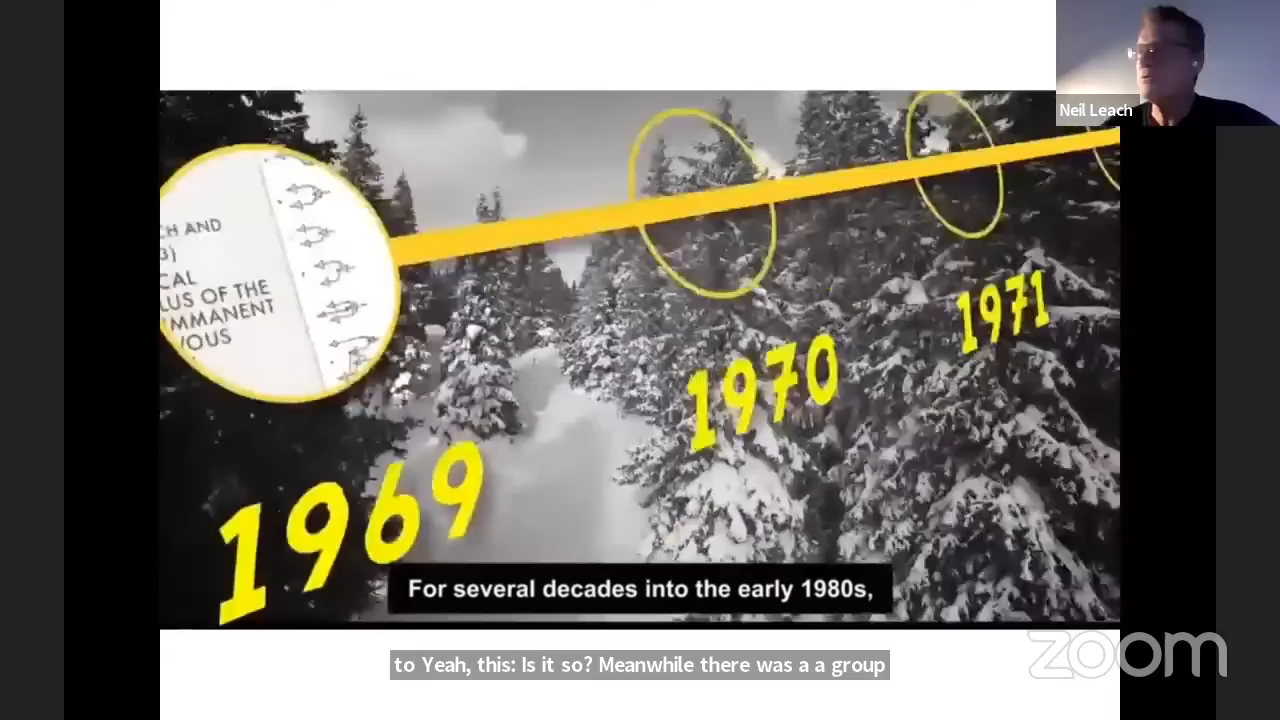 Neil Leach
CH AND
3)
CAL
LUS OF THE
MMANENT
VOUS
1969
1970
1971
For several decades into the early 1980s,
to Yeah, this: Is it so? Meanwhile there was a a group
zoom